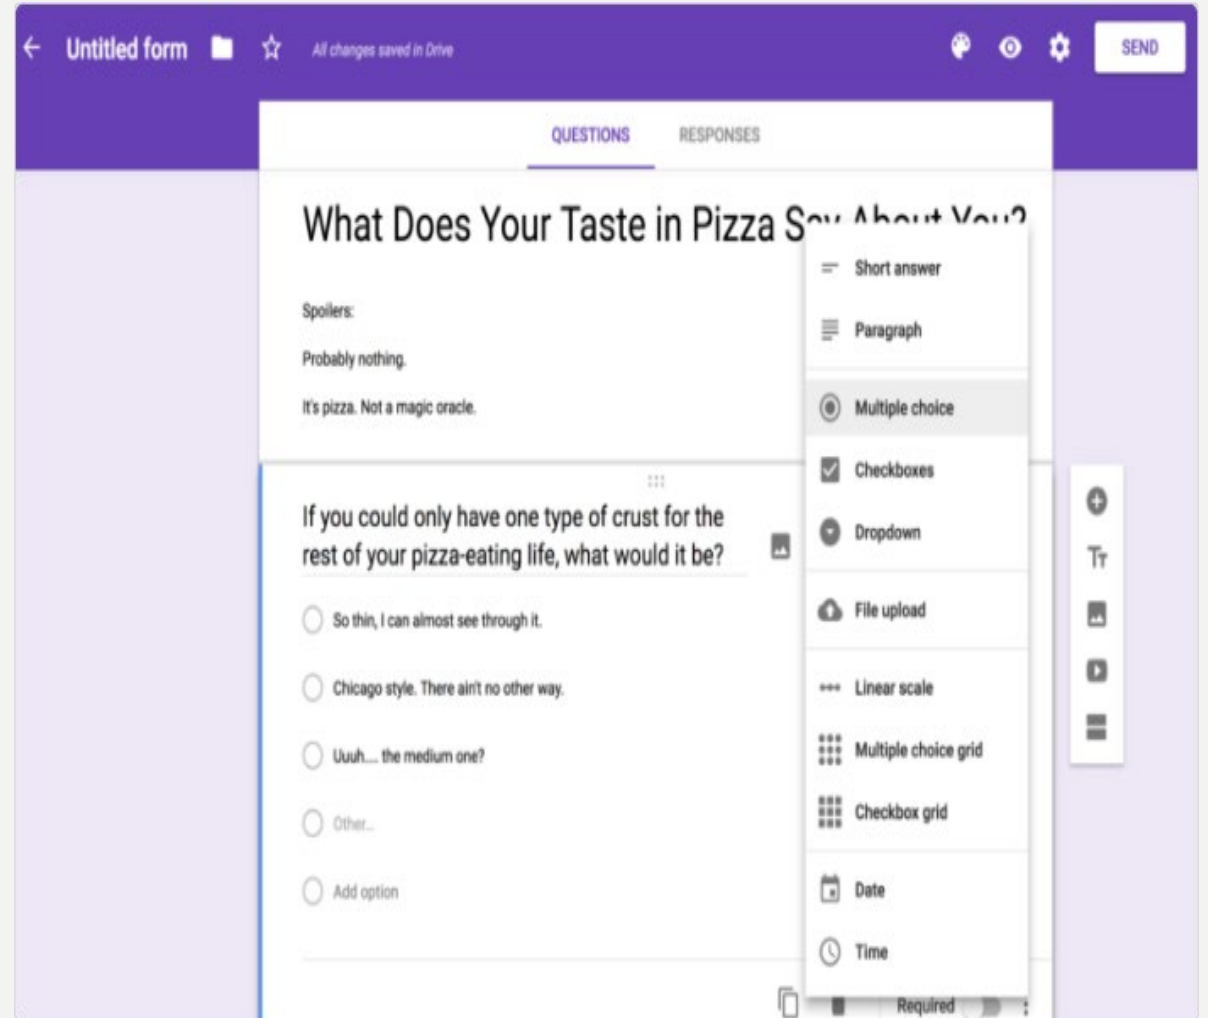 Untitled form
All changes saved in Drive
SEND
QUESTIONS
RESPONSES
What Does Your Taste in Pizza Say About You?
Spoilers:
Probably nothing.
It's pizza. Not a magic oracle.
If you could only have one type of crust for the
rest of your pizza-eating life, what would it be?
So thin, I can almost see through it.
Chicago style. There ain't no other way.
Uuuh.... the medium one?
Other...
Add option
Short answer
Paragraph
Multiple choice
Checkboxes
Dropdown
File upload
Linear scale
Multiple choice grid
Checkbox grid
Date
Time
Required
Tт